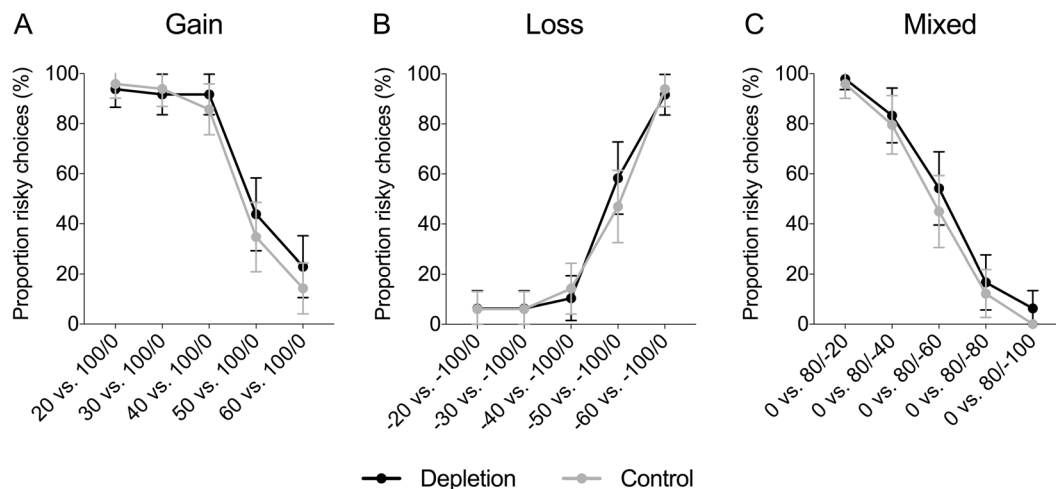 A Gain
B Loss
C Mixed
Proportion risky choices (%)
100
80
60
40
20
0
20 vs. 100/0
30 vs. 100/0
40 vs. 100/0
50 vs. 100/0
60 vs. 100/0
Proportion risky choices (%)
100
80
60
40
20
0
-20 vs. -100/0
-30 vs. -100/0
-40 vs. -100/0
-50 vs. -100/0
-60 vs. -100/0
Proportion risky choices (%)
100
80
60
40
20
0
0 vs. 80/-20
0 vs. 80/-40
0 vs. 80/-60
0 vs. 80/-80
0 vs. 80/-100
Depletion Control